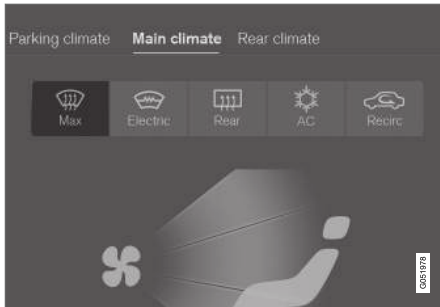 Parking climate Main climate Rear climate
Max Electric Rear AC Recirc
G051978